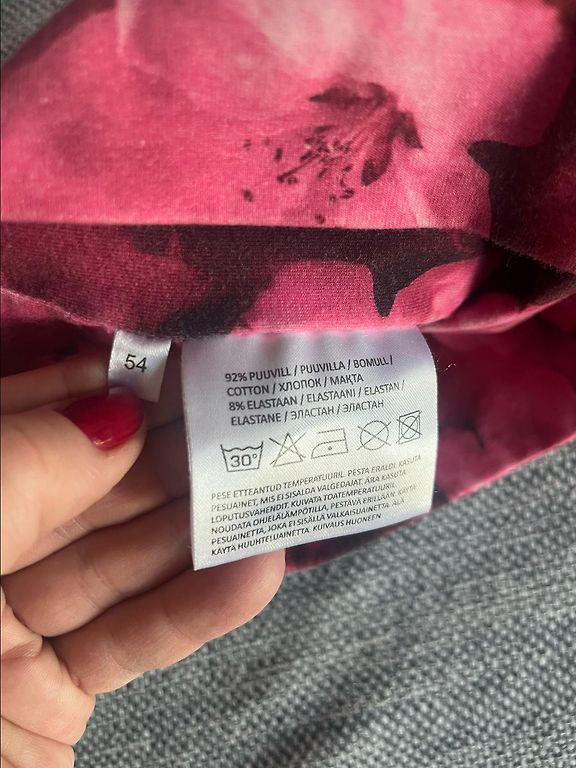 54
92% PUUVILL / PUUVILLA / BOMULL /
COTTON / ХЛОПОК / МАҚТА
8% ELASTAAN / ELASTAANI / ELASTAN /
ELASTANE / ЭЛАСТАН / ЭЛАСТАН
30°
PESE ETTEANTUD TEMPERATUURIL. PESTA ERALDI. KASUTA
PESUAINET, MIS EI SISALDA VALGEDAJAT. ÄRA KASUTA
LOPUTUSVAHENDIT. KUIVATA TOATEMPERATUURIL.
NOUDATA OHJELÄMPÖTILLA, PESTÄVÄ ERILLÄÄN. KÄYTÄ
PESUAINETTA, JOKA EI SISÄLLÄ VALKAISUAINETTA. ÄLÄ
KÄYTÄ HUUHTELUAINETTA. KUIVAUS HUONEEN